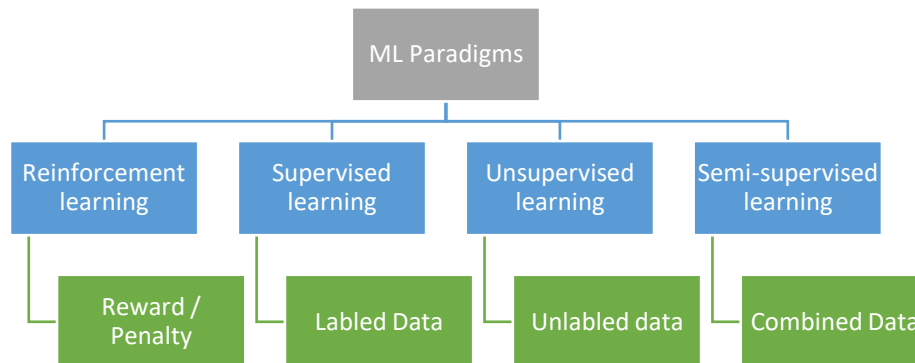 ML Paradigms
Reinforcement
learning
Supervised
learning
Unsupervised
learning
Semi-supervised
learning
Reward /
Penalty
Labled Data
Unlabled data
Combined Data